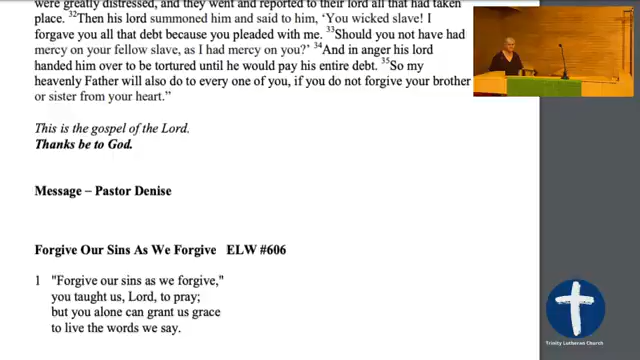 were greatly distressed, and they went and reported to their lord all that had taken
place. 32Then his lord summoned him and said to him, ‘You wicked slave! I
forgave you all that debt because you pleaded with me. 33Should you not have had
mercy on your fellow slave, as I had mercy on you?’ 34And in anger his lord
handed him over to be tortured until he would pay his entire debt. 35So my
heavenly Father will also do to every one of you, if you do not forgive your brother
or sister from your heart.”
This is the gospel of the Lord.
Thanks be to God.
Message – Pastor Denise
Forgive Our Sins As We Forgive ELW #606
1 "Forgive our sins as we forgive,"
you taught us, Lord, to pray;
but you alone can grant us grace
to live the words we say.
Trinity Lutheran Church